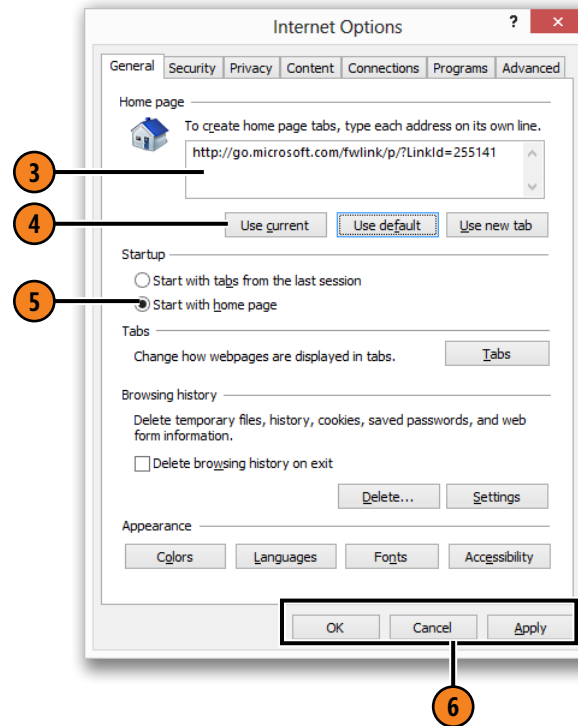 Internet Options
?
×
General Security Privacy Content Connections Programs Advanced
Home page
To create home page tabs, type each address on its own line.
http://go.microsoft.com/fwlink/p/?LinkId=255141
3
4
Use current Use default Use new tab
Startup
Start with tabs from the last session
5
Start with home page
Tabs
Change how webpages are displayed in tabs.
Tabs
Browsing history
Delete temporary files, history, cookies, saved passwords, and web
form information.
Delete browsing history on exit
Delete... Settings
Appearance
Colors Languages Fonts Accessibility
OK Cancel Apply
6